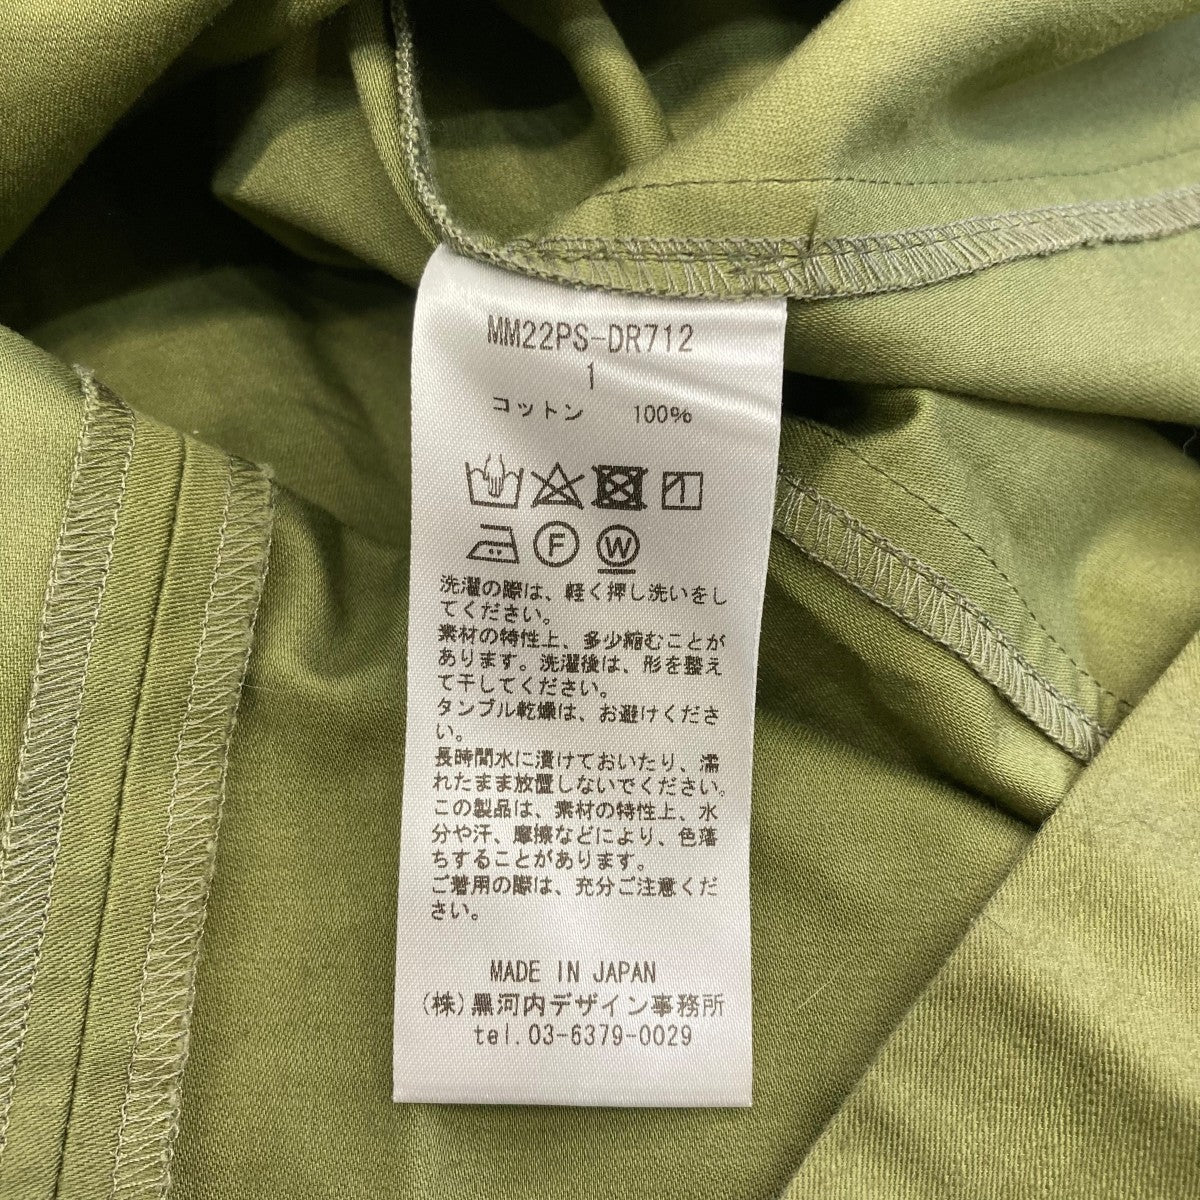 MM22PS-DR712
1
コットン 100%
F W
洗濯の際は、軽く押し洗いをし
てください。
素材の特性上、多少縮むことが
あります。洗濯後は、形を整え
て干してください。
タンブル乾燥は、お避けくださ
い。
長時間水に漬けておいたり、濡
れたまま放置しないでください。
この製品は、素材の特性上、水
分や汗、摩擦などにより、色落
ちすることがあります。
ご着用の際は、充分ご注意くだ
さい。
MADE IN JAPAN
(株)黒河内デザイン事務所
tel.03-6379-0029